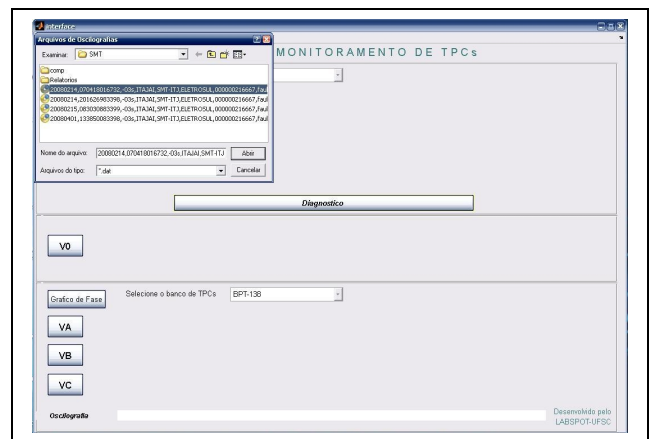 Interface
Arquivos de Oscilografias
Examinar: SMT
MONITORAMENTO DE TPCs
comp
Relatorios
20080214,070418016732,-03s,ITAJAI,SMT-ITJ,ELETROSUL,000000216667,Faul
20080214,201626983398,-03s,ITAJAI,SMT-ITJ,ELETROSUL,000000216667,Faul
20080215,083030883399,-03s,ITAJAI,SMT-ITJ,ELETROSUL,000000216667,Faul
20080401,133850083398,-03s,ITAJAI,SMT-ITJ,ELETROSUL,000000216667,Faul
Nome do arquivo: 20080214,070418016732,-03s,ITAJAI,SMT-ITJ Abrir
Arquivos do tipo: *.dat Cancelar
Diagnostico
V0
Grafico de Fase Selecione o banco de TPCs BPT-138
VA
VB
VC
Oscilografia
Desenvolvido pelo
LABSPOT-UFSC